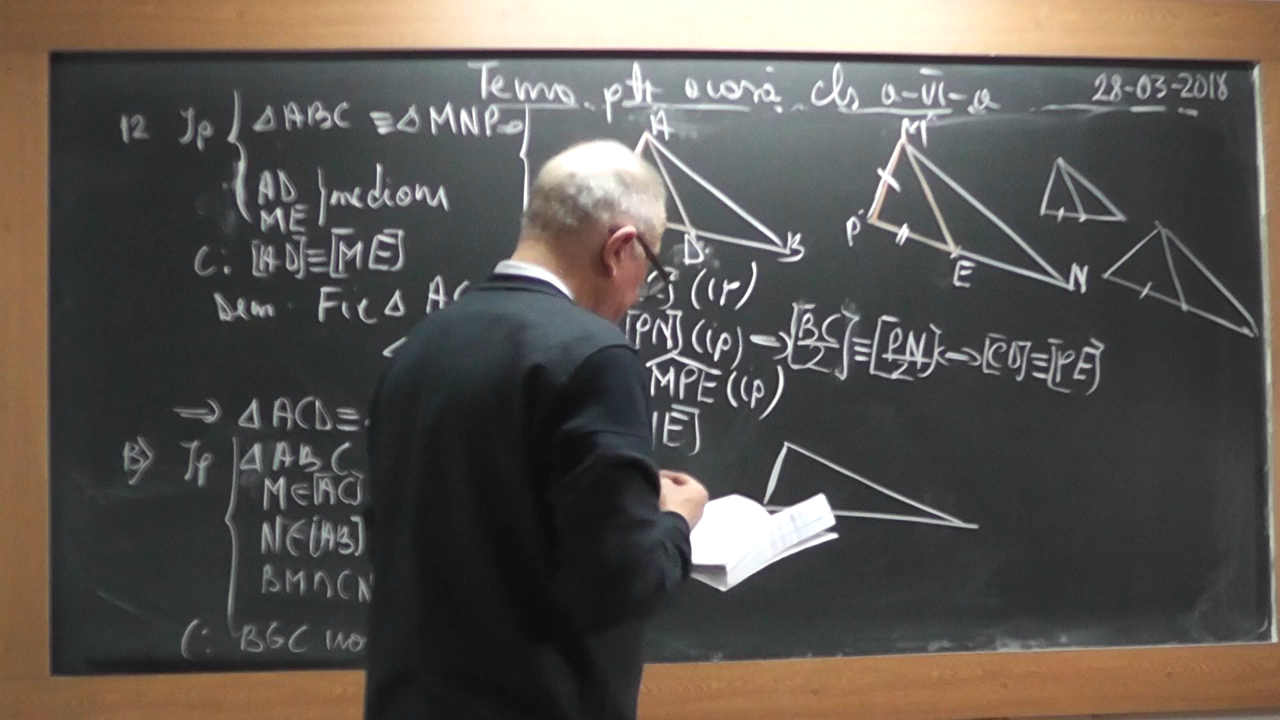 Tema ptr acasă cls a-VI-a 28-03-2018
12 Ip ΔABC ≡ ΔMNP
AD
ME } mediane
C: [AD]≡[ME]
Dem. Fie Δ AC
(ip)
[PN] (ip) → [BC/2]≡[PN/2] → [CD]≡[PE]
MPE (ip)
⇒ ΔACD≡
E]
13) Ip ΔABC
M∈[AC]
N∈[AB]
BM∩CN
C: BGC
A
D
B
M
P
E
N